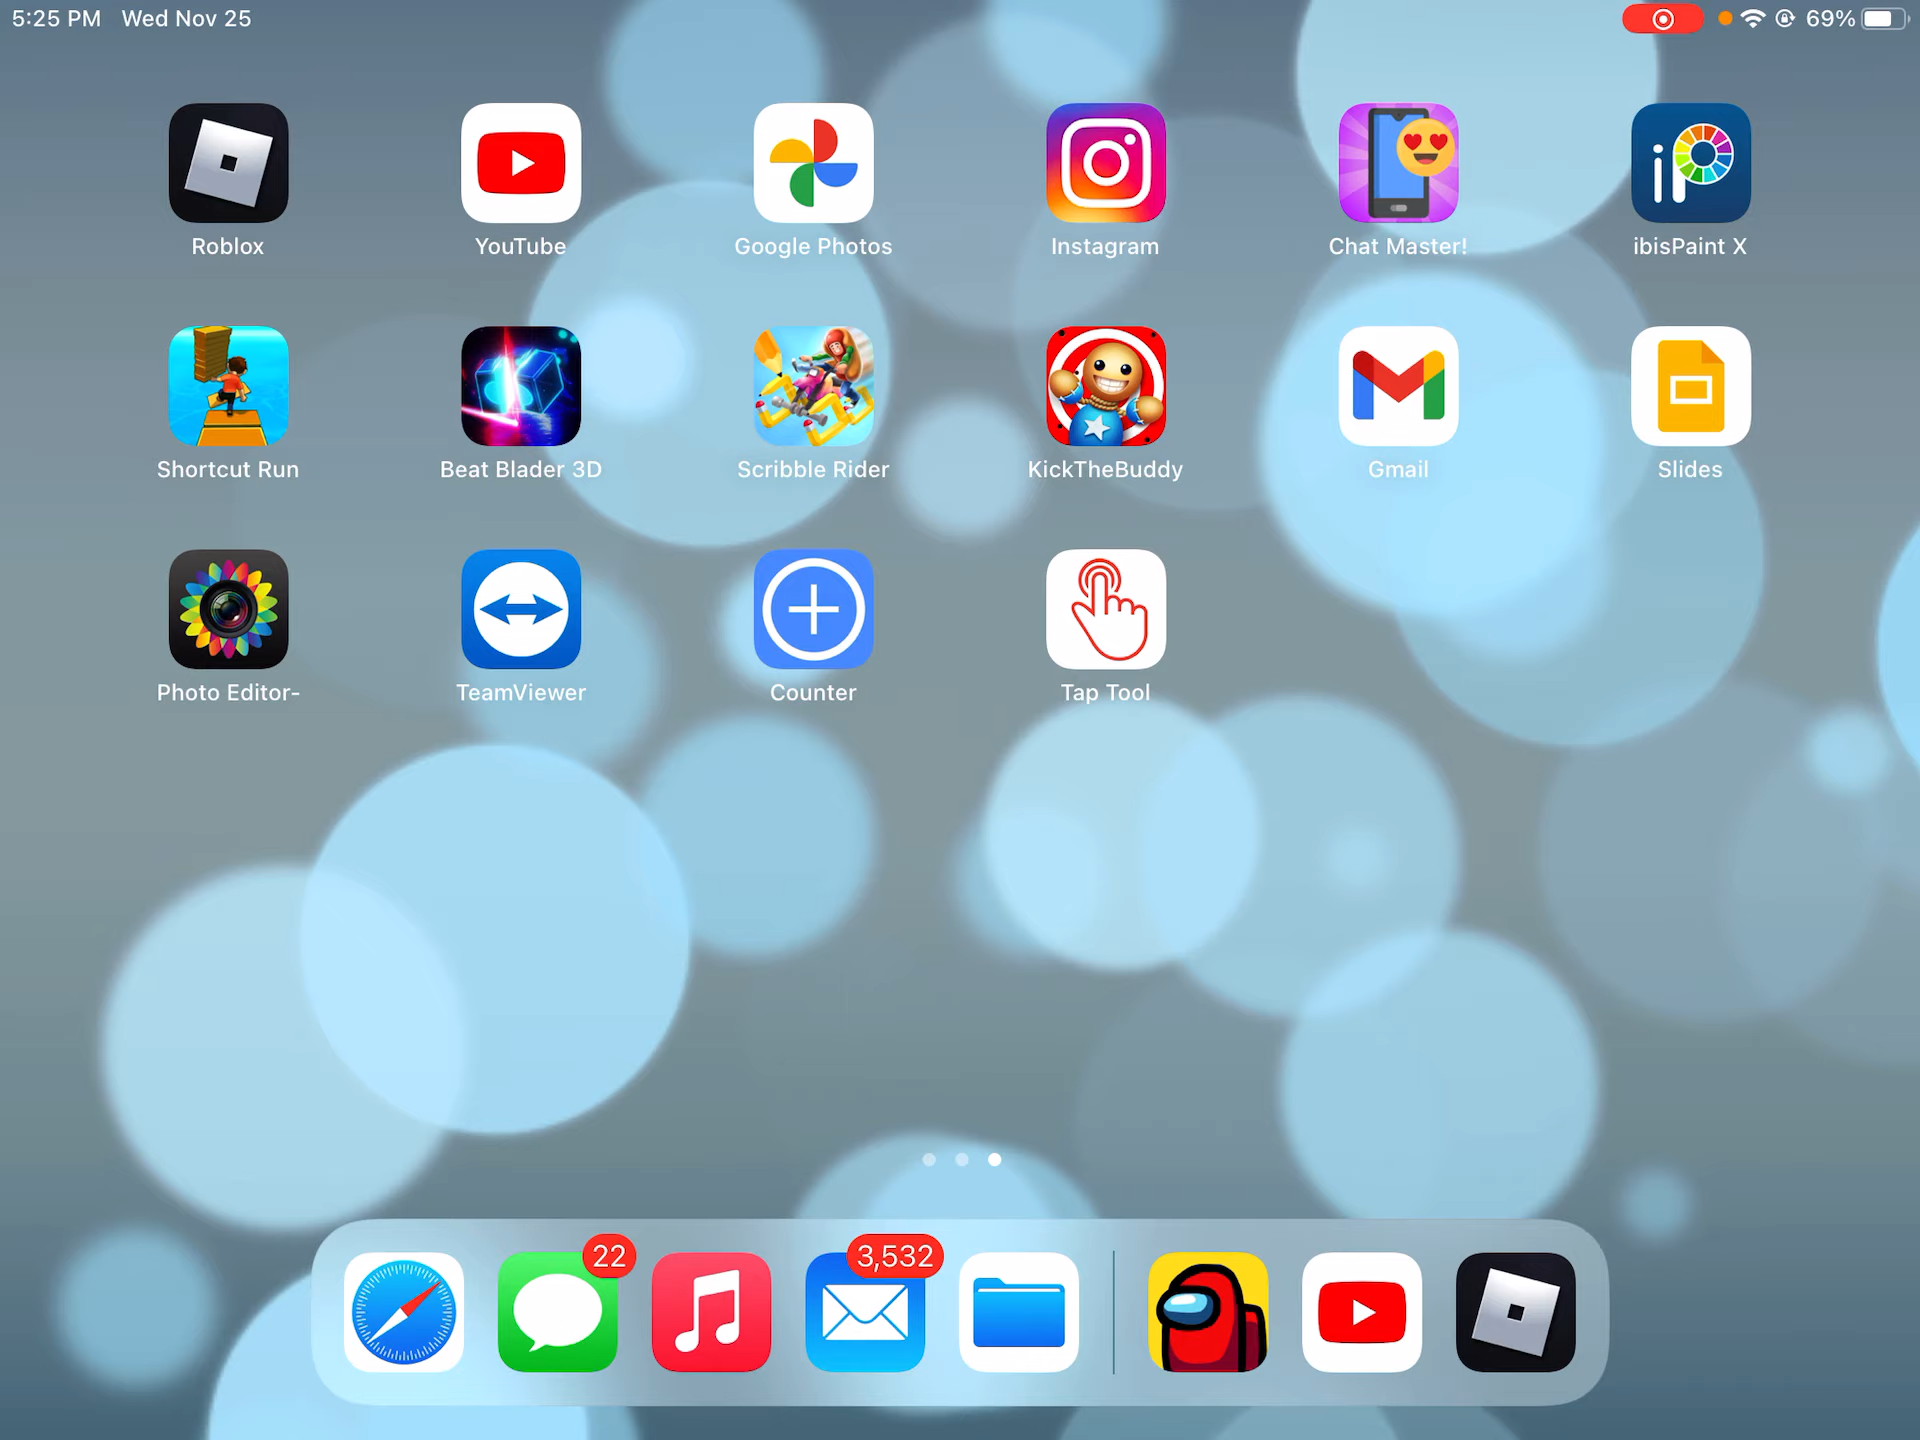 5:25 PM Wed Nov 25
69%
Roblox
YouTube
Google Photos
Instagram
Chat Master!
ibisPaint X
Shortcut Run
Beat Blader 3D
Scribble Rider
KickTheBuddy
Gmail
Slides
Photo Editor-
TeamViewer
Counter
Tap Tool
22
3,532